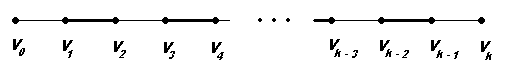 V₀ V₁ V₂ V₃ V₄ ... Vₖ₋₃ Vₖ₋₂ Vₖ₋₁ Vₖ